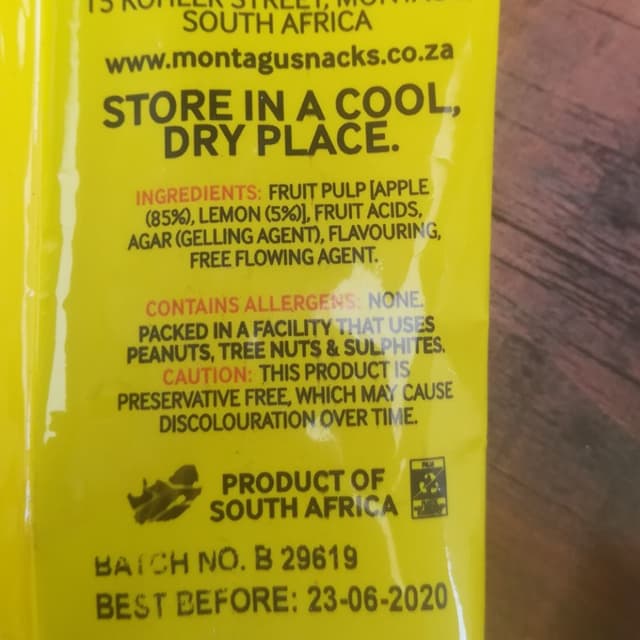 15 KOHLER STREET,
SOUTH AFRICA
www.montagusnacks.co.za
STORE IN A COOL,
DRY PLACE.
INGREDIENTS: FRUIT PULP [APPLE
(85%), LEMON (5%)], FRUIT ACIDS,
AGAR (GELLING AGENT), FLAVOURING,
FREE FLOWING AGENT.
CONTAINS ALLERGENS: NONE.
PACKED IN A FACILITY THAT USES
PEANUTS, TREE NUTS & SULPHITES.
CAUTION: THIS PRODUCT IS
PRESERVATIVE FREE, WHICH MAY CAUSE
DISCOLOURATION OVER TIME.
PRODUCT OF
SOUTH AFRICA
BATCH NO. B 29619
BEST BEFORE: 23-06-2020